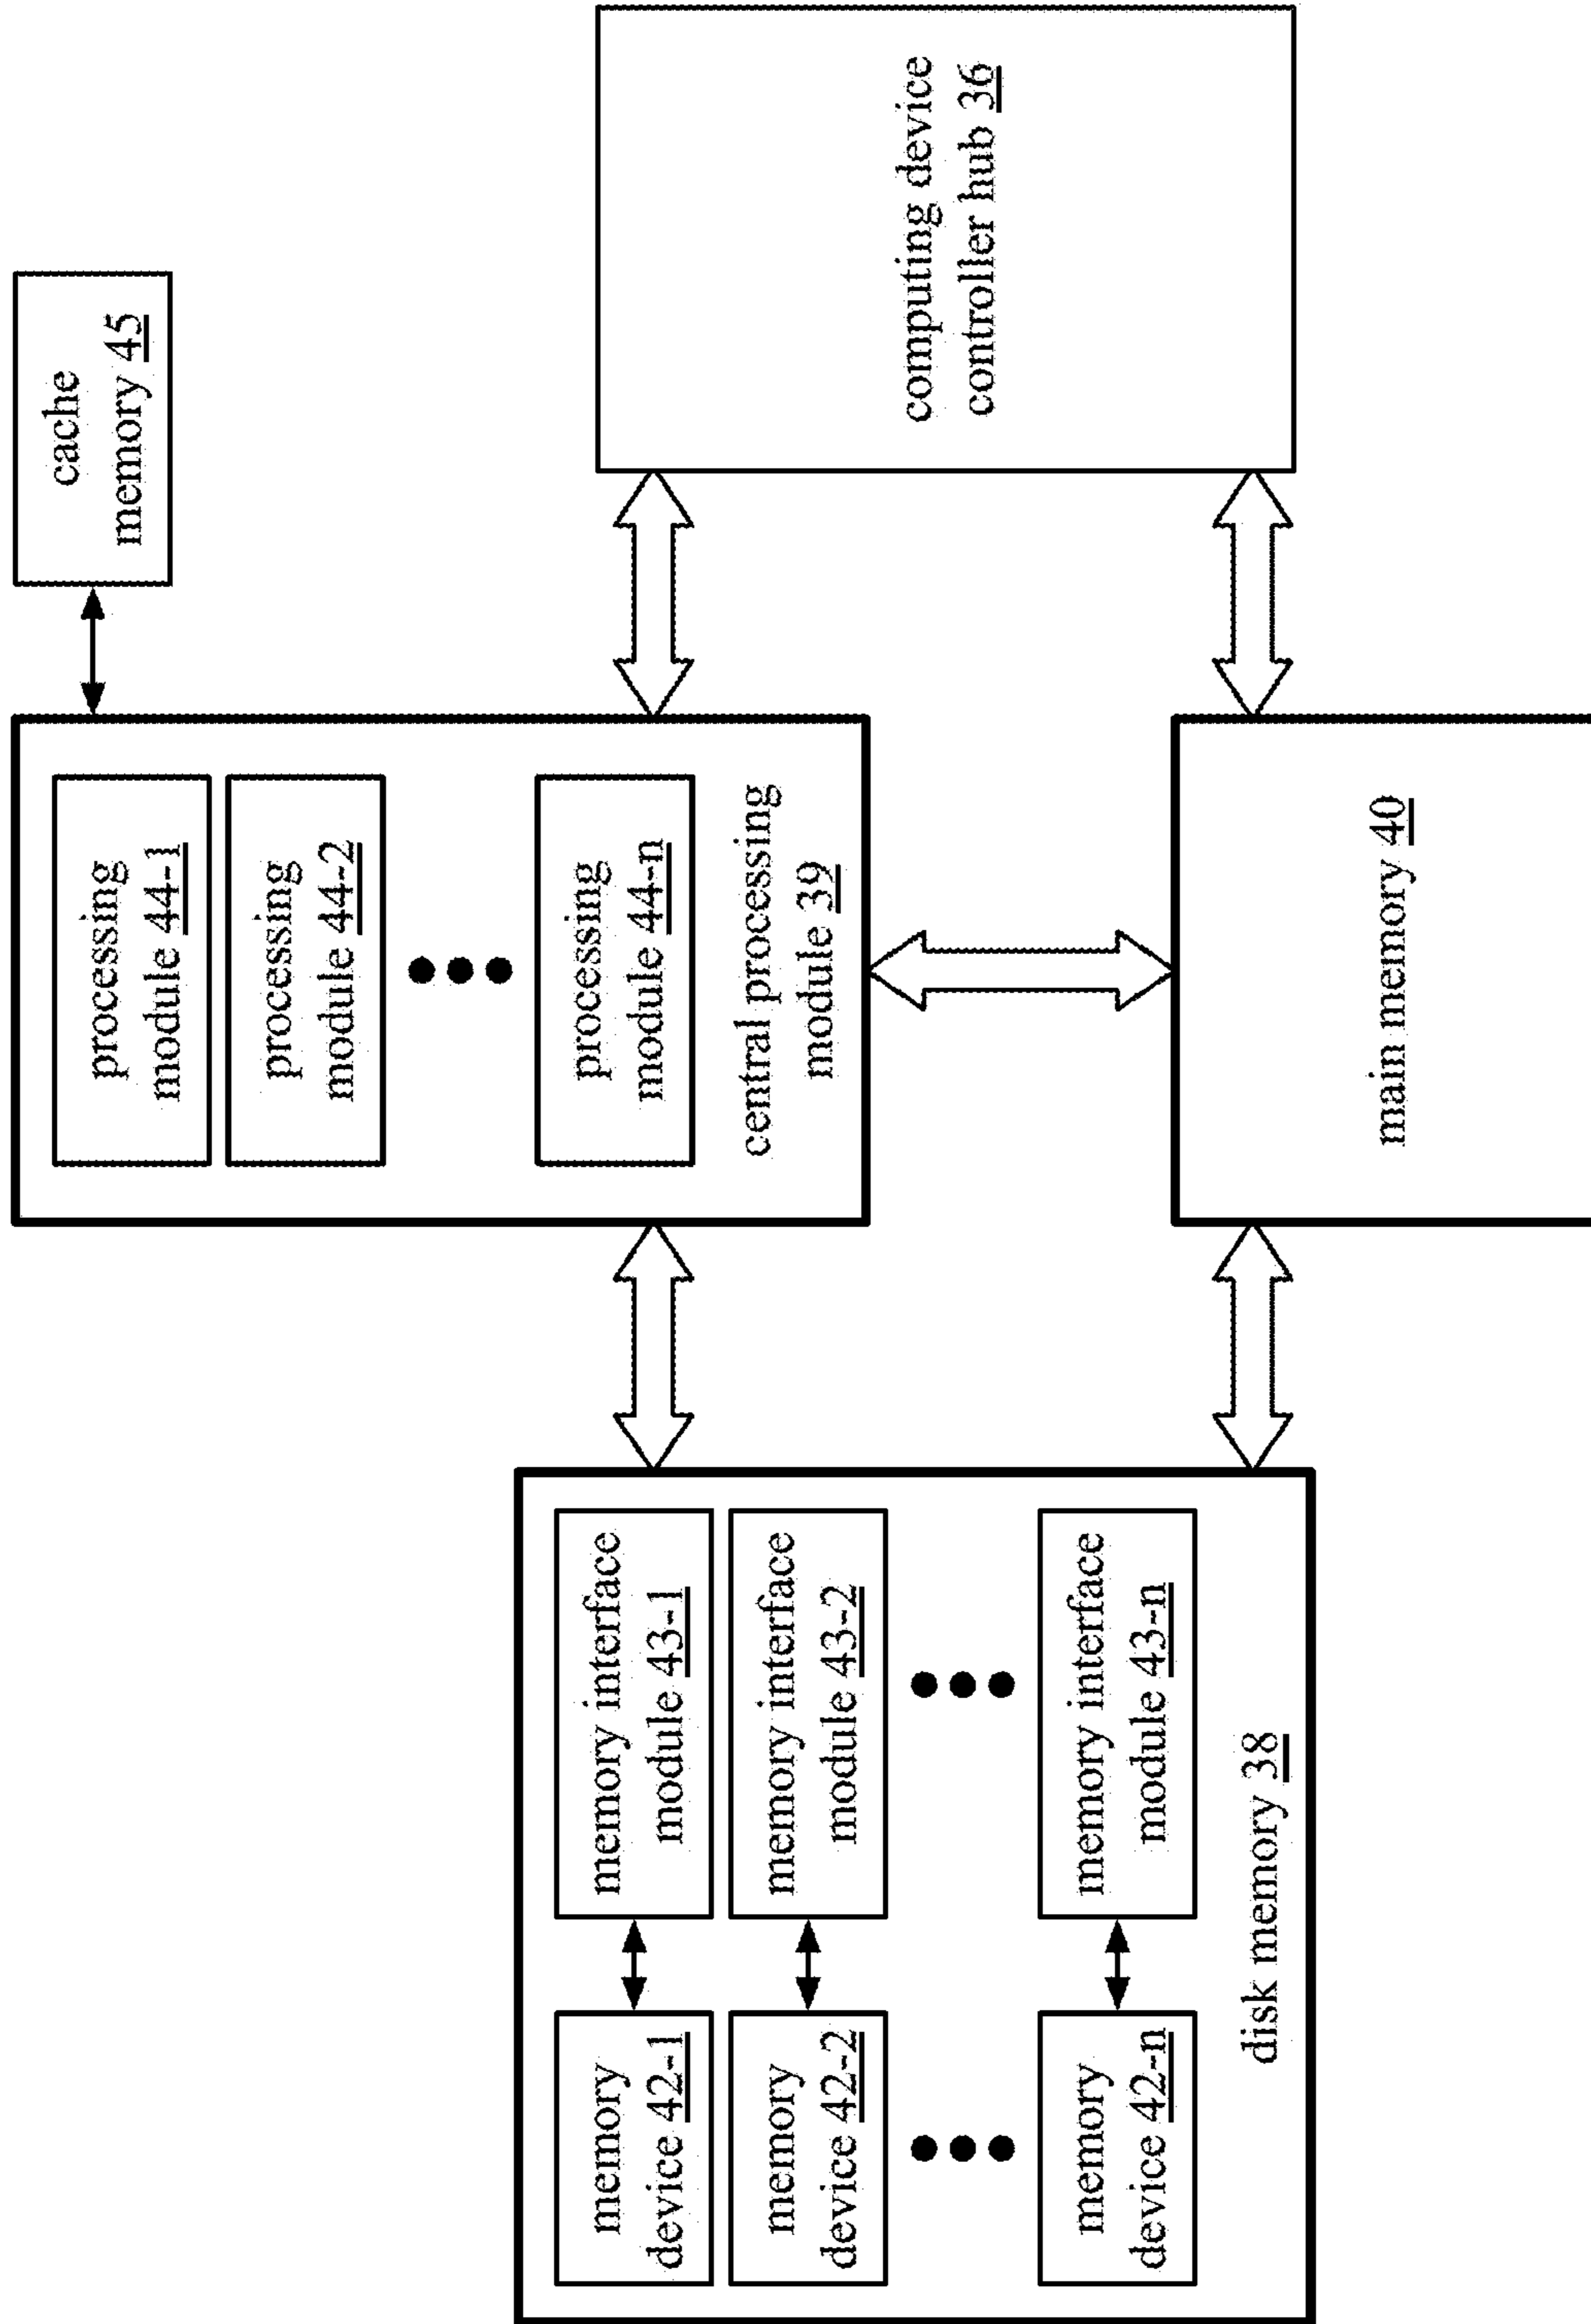 memory
device 42-1
memory interface
module 43-1
memory
device 42-2
memory interface
module 43-2
memory
device 42-n
memory interface
module 43-n
disk memory 38
processing
module 44-1
processing
module 44-2
processing
module 44-n
central processing
module 39
cache
memory 45
main memory 40
computing device
controller hub 36